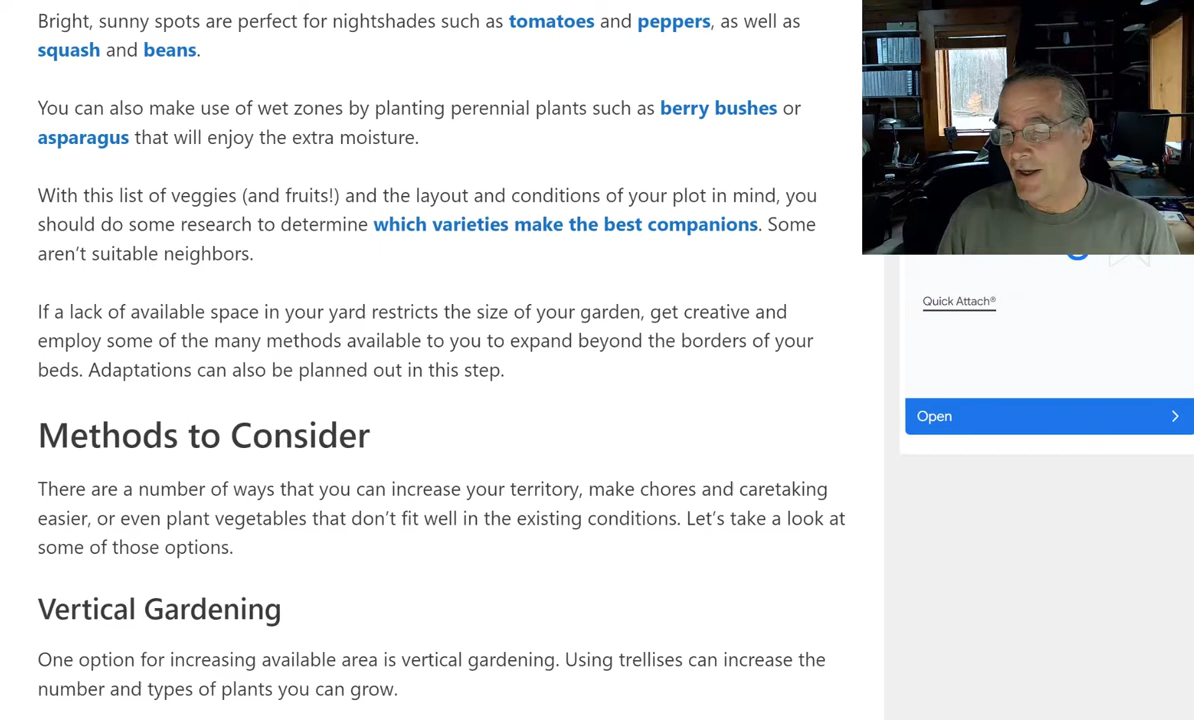 Bright, sunny spots are perfect for nightshades such as tomatoes and peppers, as well as
squash and beans.
You can also make use of wet zones by planting perennial plants such as berry bushes or
asparagus that will enjoy the extra moisture.
With this list of veggies (and fruits!) and the layout and conditions of your plot in mind, you
should do some research to determine which varieties make the best companions. Some
aren’t suitable neighbors.
If a lack of available space in your yard restricts the size of your garden, get creative and
employ some of the many methods available to you to expand beyond the borders of your
beds. Adaptations can also be planned out in this step.
Methods to Consider
There are a number of ways that you can increase your territory, make chores and caretaking
easier, or even plant vegetables that don’t fit well in the existing conditions. Let’s take a look at
some of those options.
Vertical Gardening
One option for increasing available area is vertical gardening. Using trellises can increase the
number and types of plants you can grow.
Quick Attach®
Open